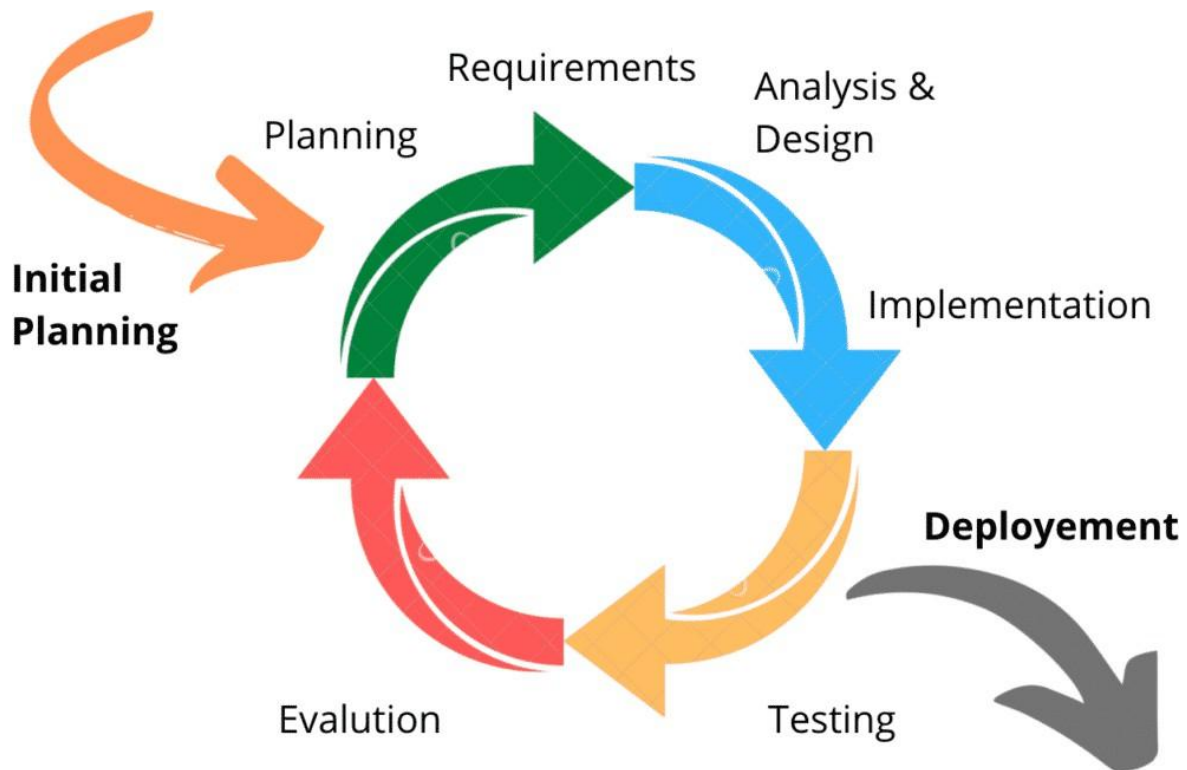 Requirements
Analysis &
Design
Planning
Initial
Planning
Implementation
Deployement
Evalution
Testing